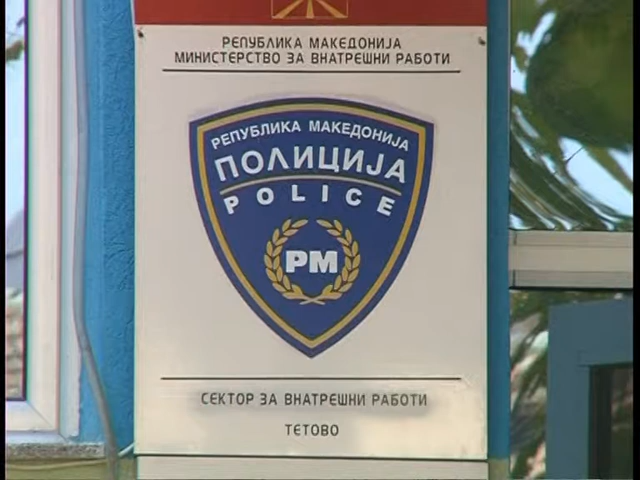 РЕПУБЛИКА МАКЕДОНИЈА
МИНИСТЕРСТВО ЗА ВНАТРЕШНИ РАБОТИ
РЕПУБЛИКА МАКЕДОНИЈА
ПОЛИЦИЈА
POLICE
РМ
СЕКТОР ЗА ВНАТРЕШНИ РАБОТИ
ТЕТОВО